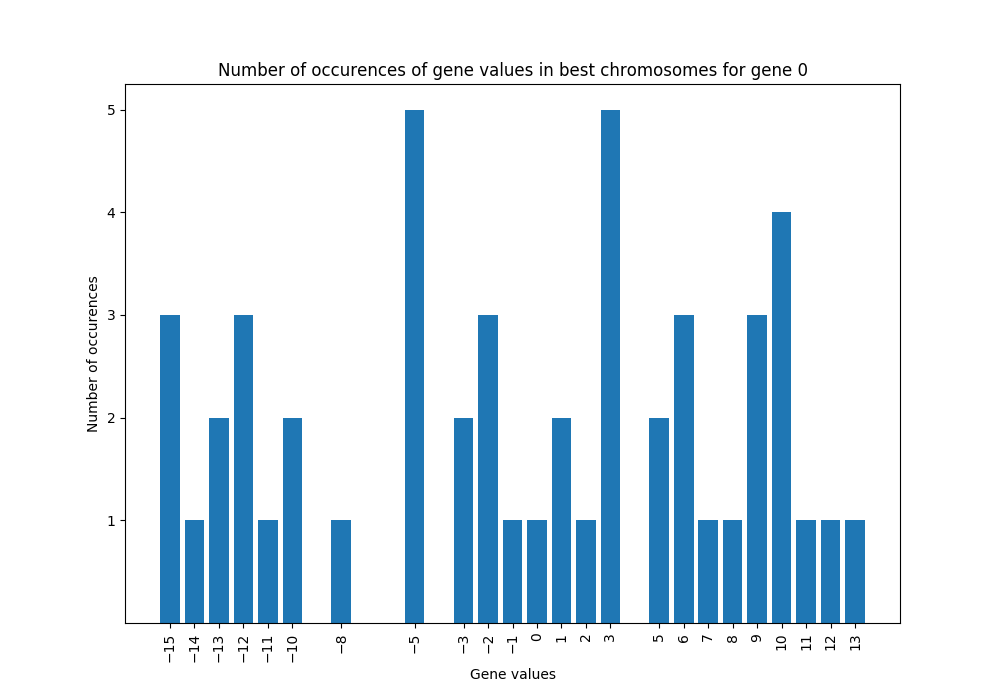 Number of occurences of gene values in best chromosomes for gene 0
5
4
3
2
1
Number of occurences
−15 −14 −13 −12 −11 −10 −8 −5 −3 −2 −1 0 1 2 3 5 6 7 8 9 10 11 12 13
Gene values